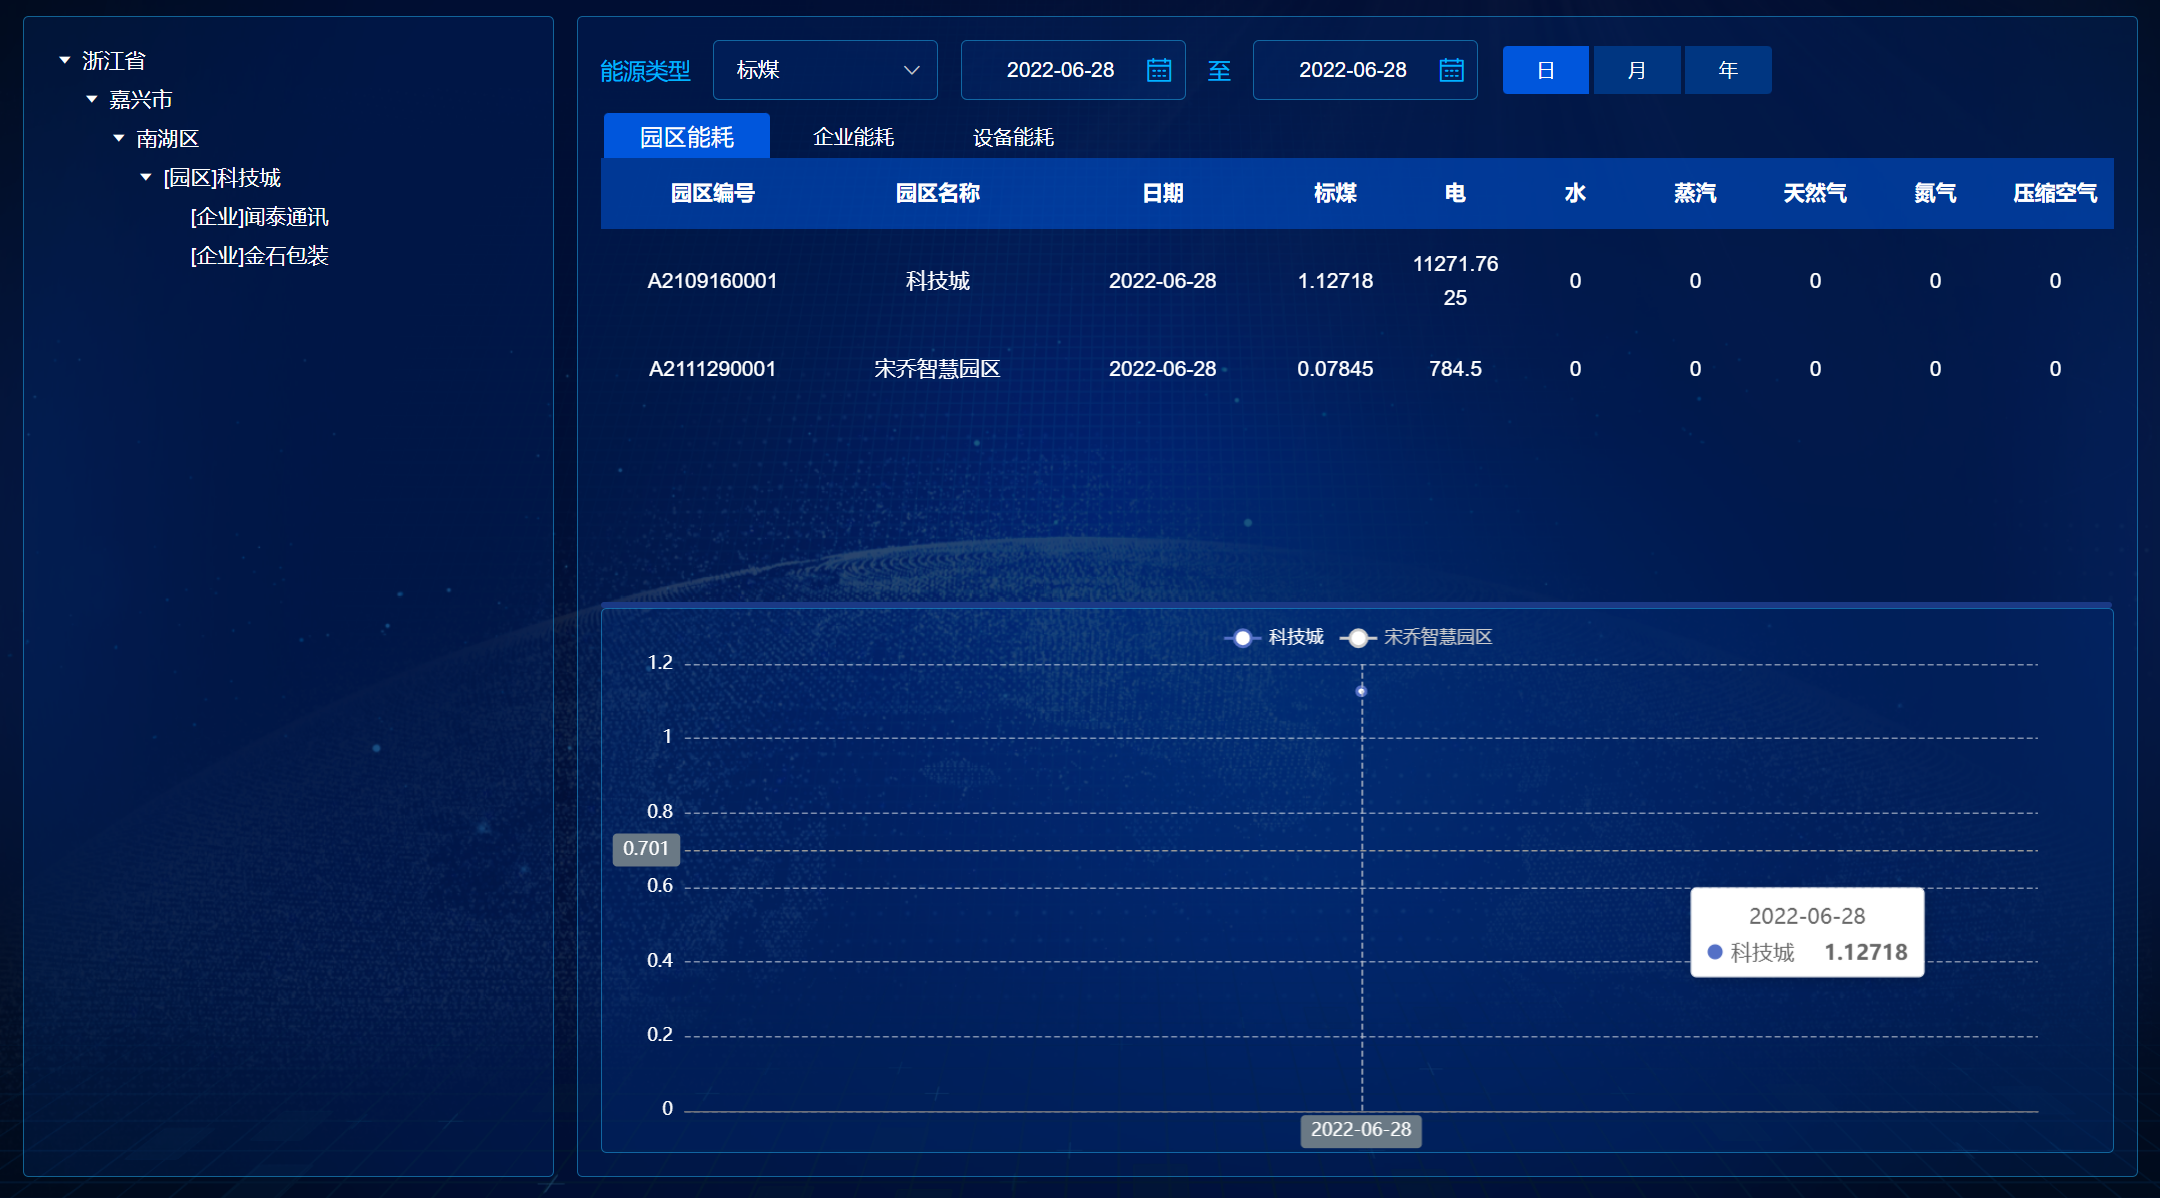 浙江省
嘉兴市
南湖区
[园区]科技城
[企业]闻泰通讯
[企业]金石包装
能源类型 标煤 2022-06-28 至 2022-06-28 日 月 年
园区能耗 企业能耗 设备能耗
园区编号 园区名称 日期 标煤 电 水 蒸汽 天然气 氮气 压缩空气
A2109160001 科技城 2022-06-28 1.12718 11271.76 0 0 0 0 0
25
A2111290001 宋乔智慧园区 2022-06-28 0.07845 784.5 0 0 0 0 0
科技城 宋乔智慧园区
1.2
1
0.8
0.701
0.6
2022-06-28
科技城 1.12718
0.4
0.2
0
2022-06-28